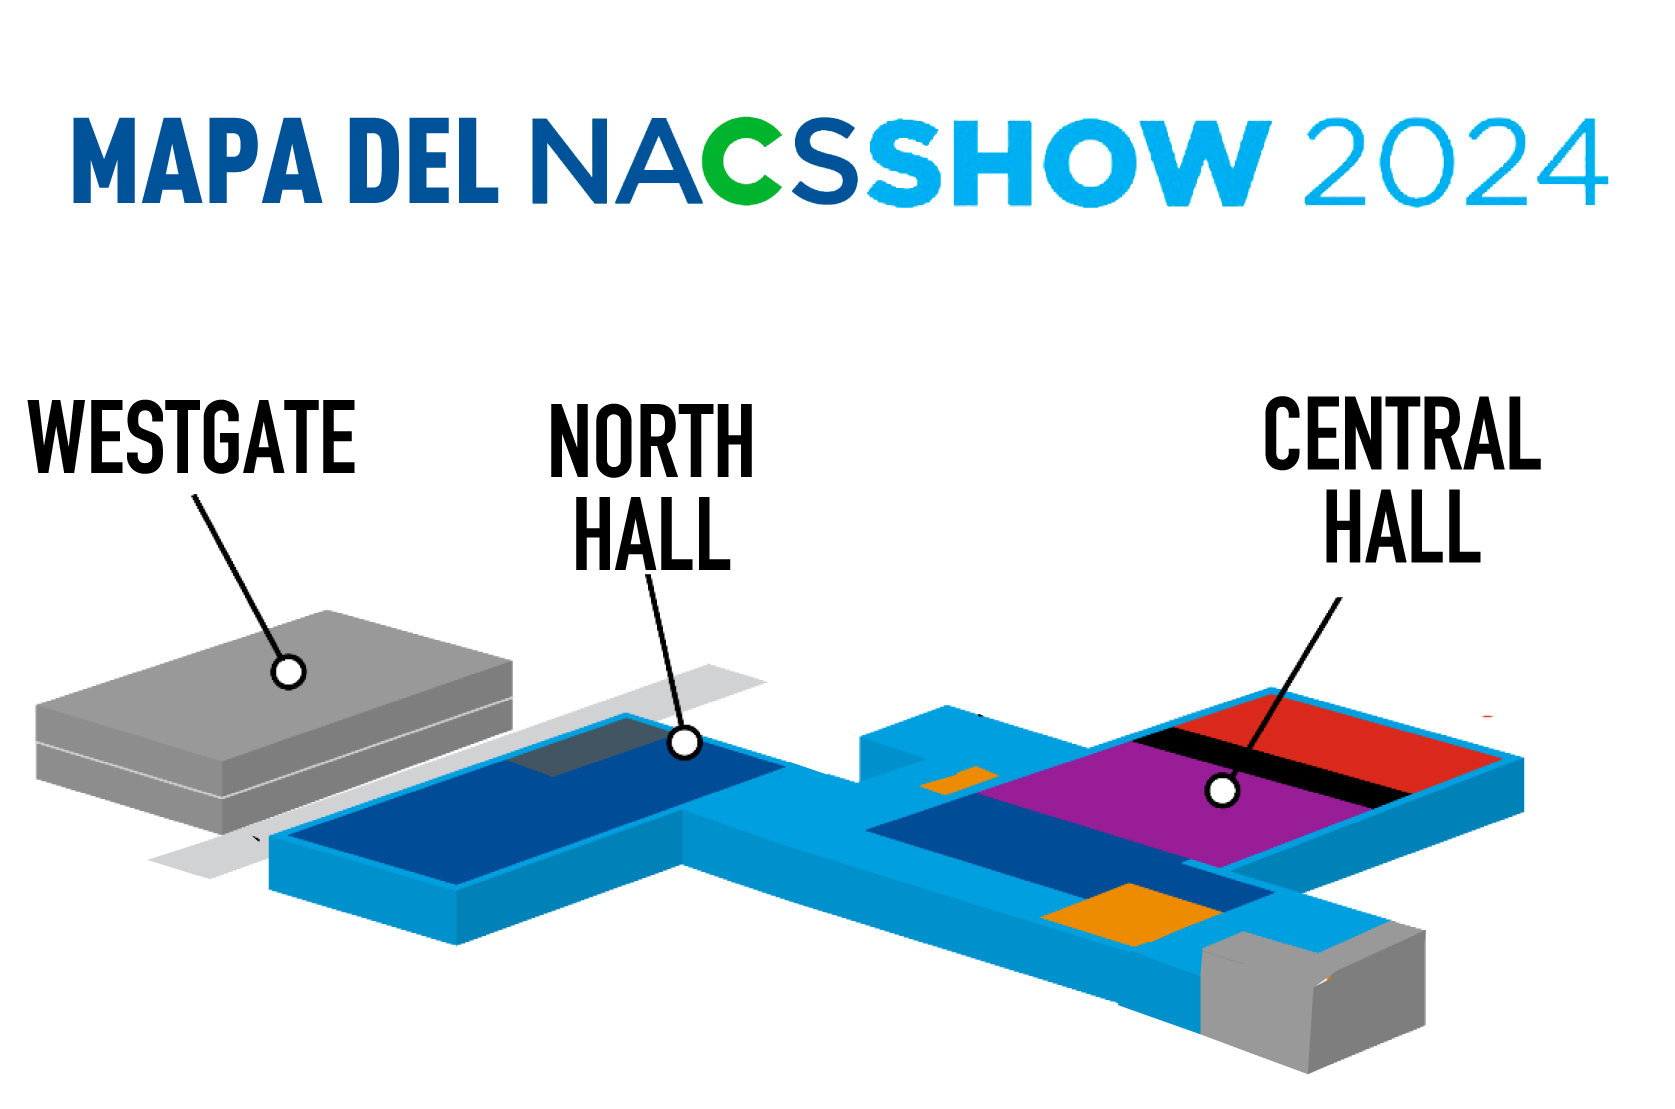 MAPA DEL NACSSHOW 2024
WESTGATE
NORTH
HALL
CENTRAL
HALL